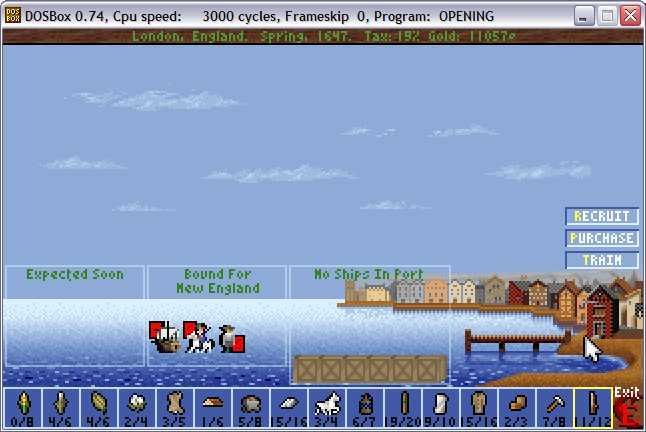 DOSBox 0.74, Cpu speed: 3000 cycles, Frameskip 0, Program: OPENING
London, England. Spring, 1647. Tax: 19% Gold: 11057¢
RECRUIT
PURCHASE
TRAIN
Expected Soon
Bound For
New England
No Ships In Port
Exit
E
0/8 4/6 4/6 2/4 3/5 1/6 5/8 15/16 3/4 6/7 19/20 9/10 15/16 2/3 7/8 11/12